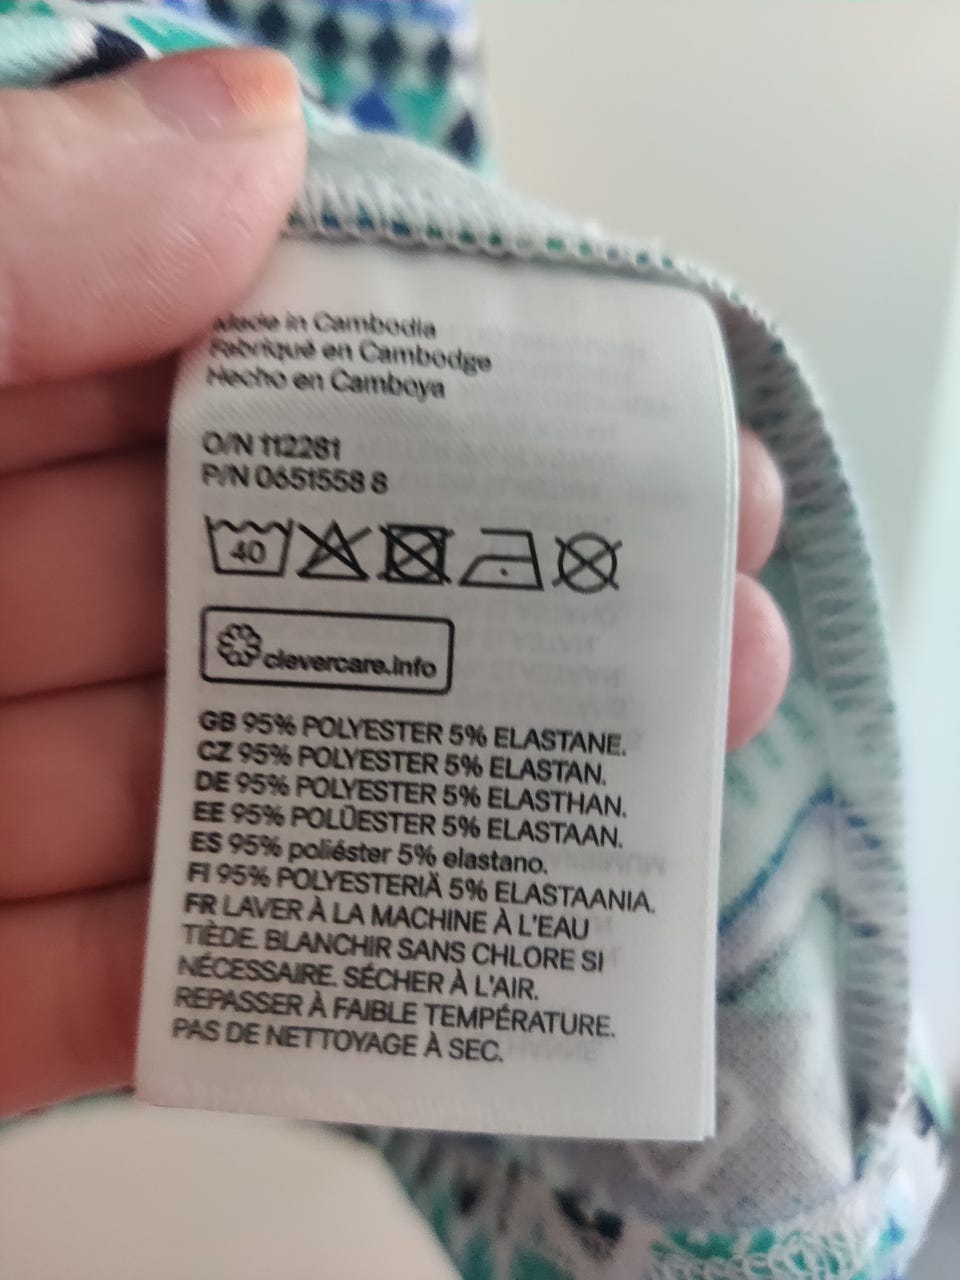 Made in Cambodia
Fabriqué en Cambodge
Hecho en Camboya
O/N 112281
P/N 0651558 8
40
clevercare.info
GB 95% POLYESTER 5% ELASTANE.
CZ 95% POLYESTER 5% ELASTAN.
DE 95% POLYESTER 5% ELASTHAN.
EE 95% POLÜESTER 5% ELASTAAN.
ES 95% poliéster 5% elastano.
FI 95% POLYESTERIÄ 5% ELASTAANIA.
FR LAVER À LA MACHINE À L'EAU
TIÈDE. BLANCHIR SANS CHLORE SI
NÉCESSAIRE. SÉCHER À L'AIR.
REPASSER À FAIBLE TEMPÉRATURE.
PAS DE NETTOYAGE À SEC.